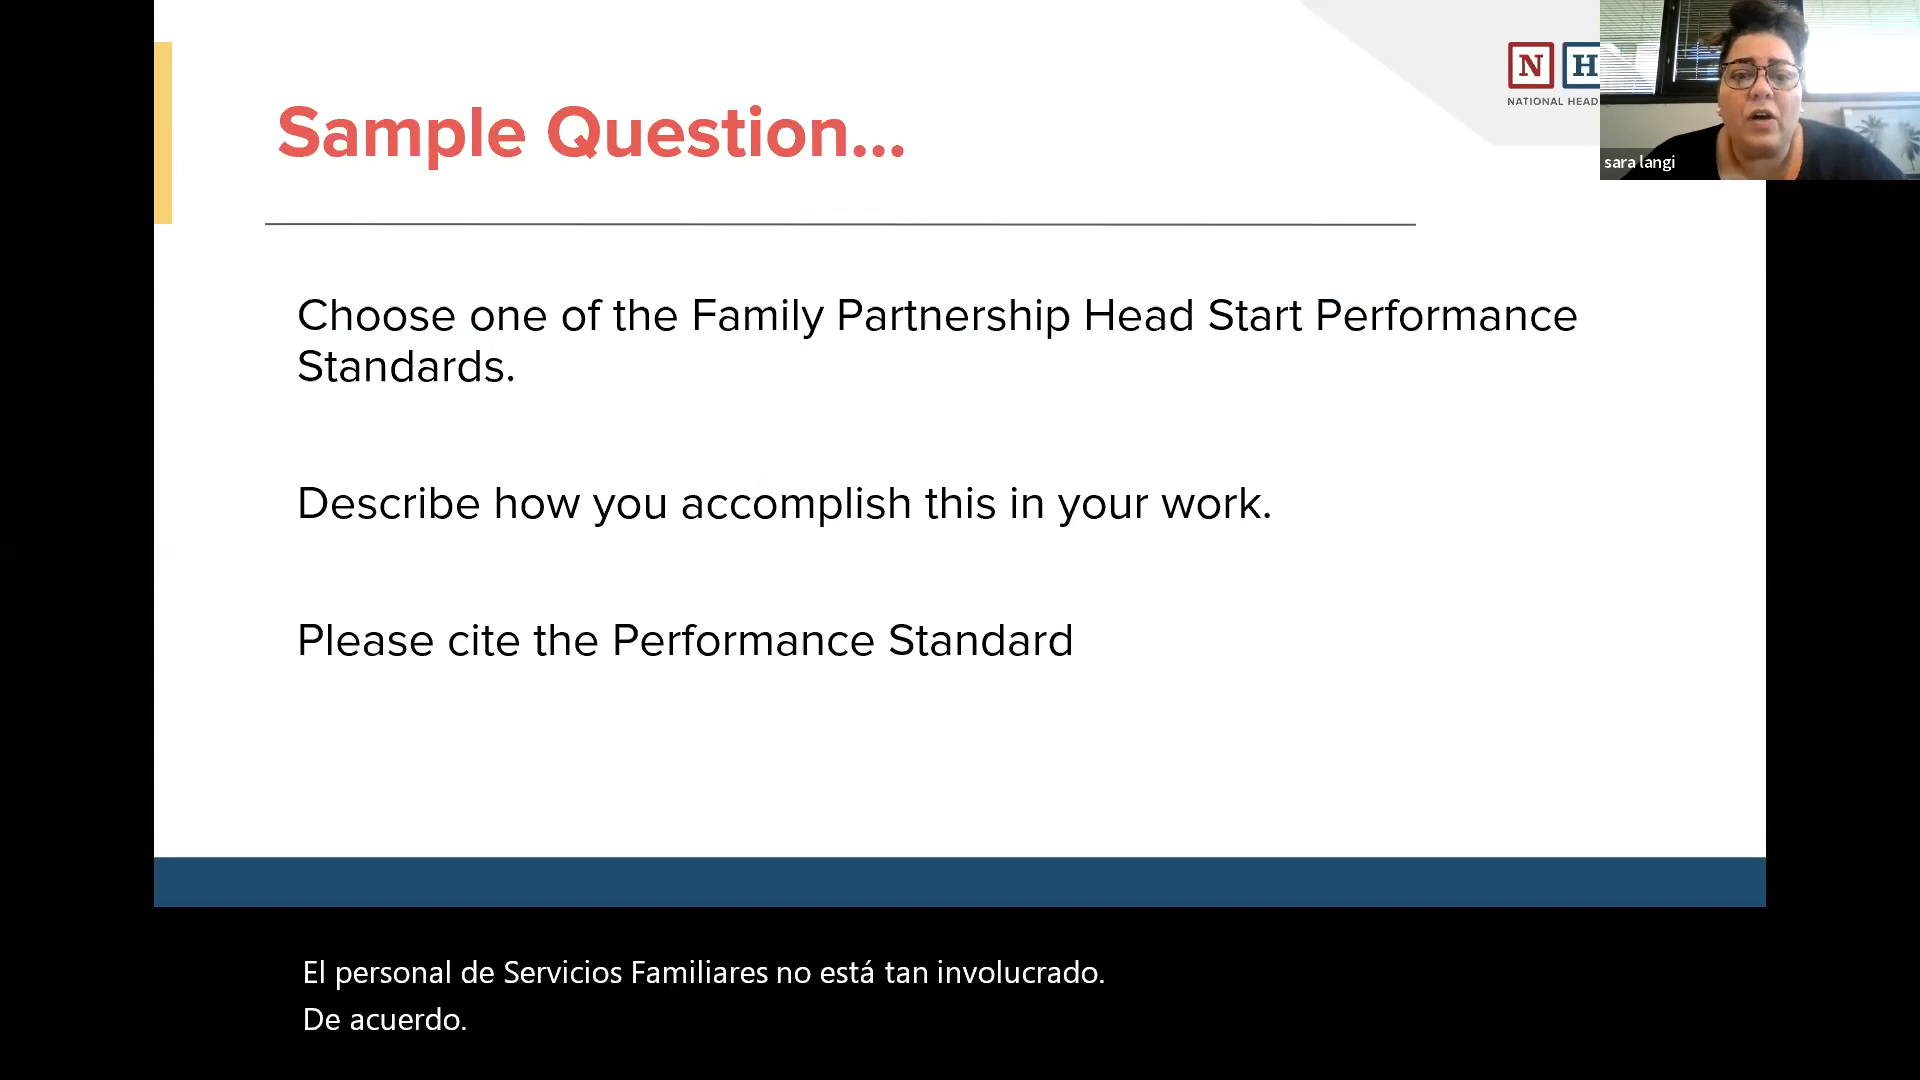 Sample Question...
N H
NATIONAL HEAD
sara langi
Choose one of the Family Partnership Head Start Performance
Standards.
Describe how you accomplish this in your work.
Please cite the Performance Standard
El personal de Servicios Familiares no está tan involucrado.
De acuerdo.